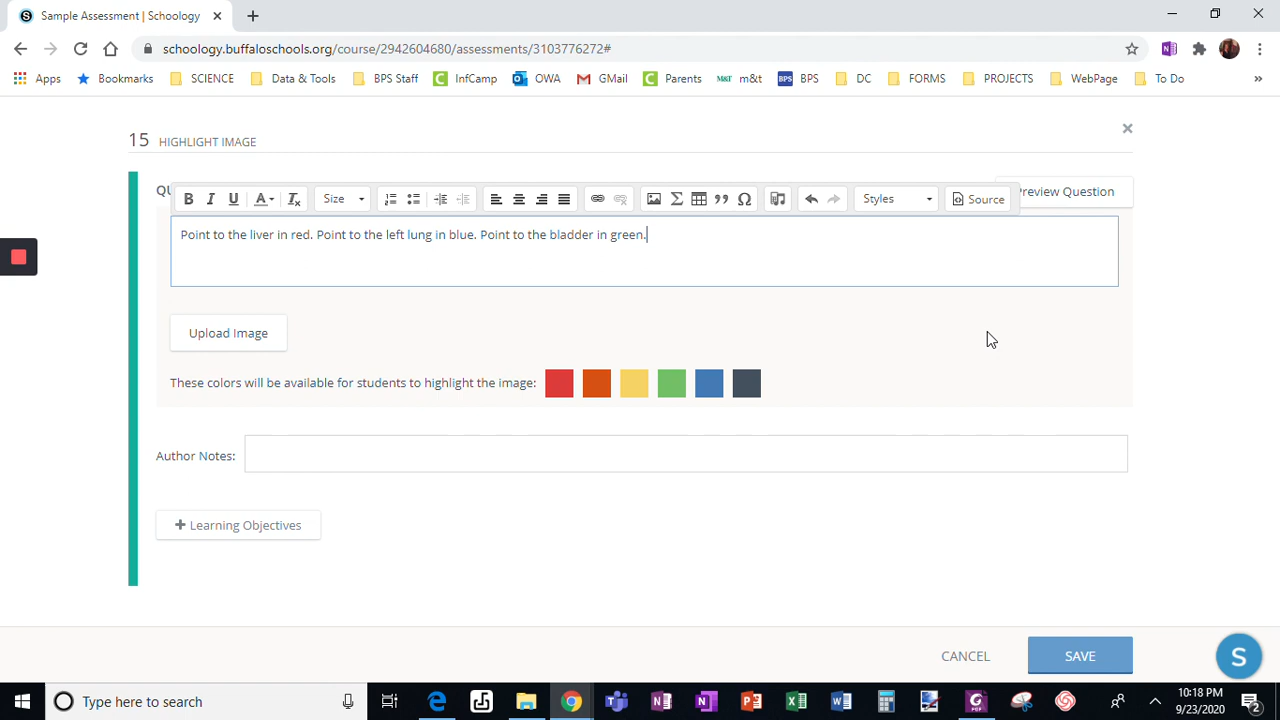 Sample Assessment | Schoology
schoology.buffaloschools.org/course/2942604680/assessments/3103776272#
Apps Bookmarks SCIENCE Data & Tools BPS Staff InfCamp OWA GMail Parents m&t BPS DC FORMS PROJECTS WebPage To Do »
15 HIGHLIGHT IMAGE
B I U A Tx Size Styles Source Preview Question
Point to the liver in red. Point to the left lung in blue. Point to the bladder in green.
Upload Image
These colors will be available for students to highlight the image:
Author Notes:
+ Learning Objectives
CANCEL SAVE
S
Type here to search
10:18 PM
9/23/2020
2